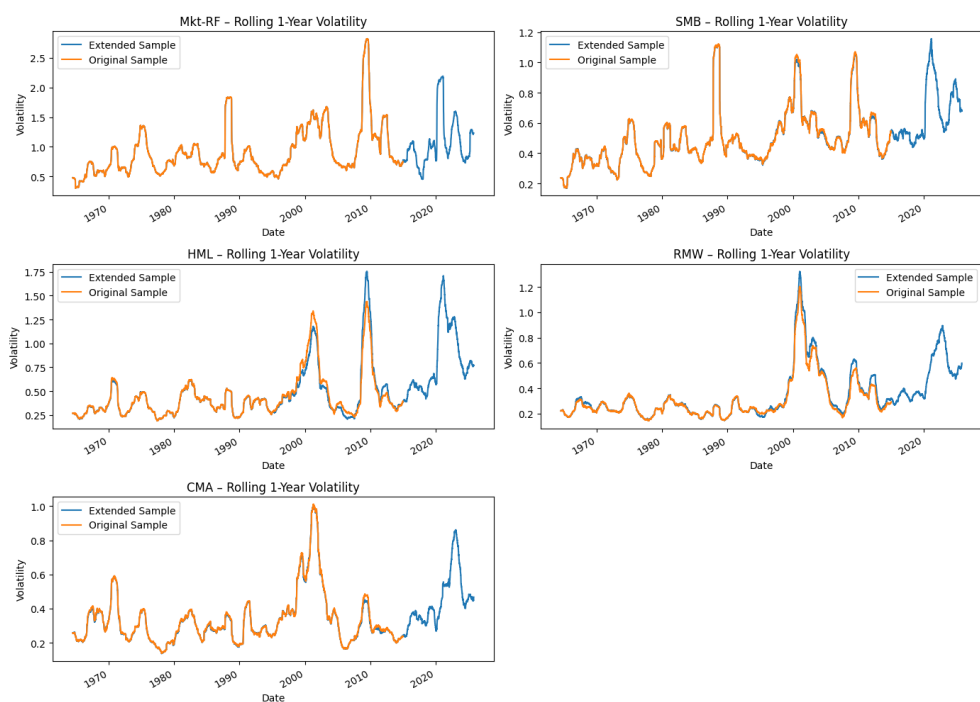 Mkt-RF – Rolling 1-Year Volatility
Extended Sample
Original Sample
Volatility
2.5
2.0
1.5
1.0
0.5
1970
1980
1990
2000
2010
2020
Date
SMB – Rolling 1-Year Volatility
Extended Sample
Original Sample
Volatility
1.2
1.0
0.8
0.6
0.4
0.2
1970
1980
1990
2000
2010
2020
Date
HML – Rolling 1-Year Volatility
Extended Sample
Original Sample
Volatility
1.75
1.50
1.25
1.00
0.75
0.50
0.25
1970
1980
1990
2000
2010
2020
Date
RMW – Rolling 1-Year Volatility
Extended Sample
Original Sample
Volatility
1.2
1.0
0.8
0.6
0.4
0.2
1970
1980
1990
2000
2010
2020
Date
CMA – Rolling 1-Year Volatility
Extended Sample
Original Sample
Volatility
1.0
0.8
0.6
0.4
0.2
1970
1980
1990
2000
2010
2020
Date